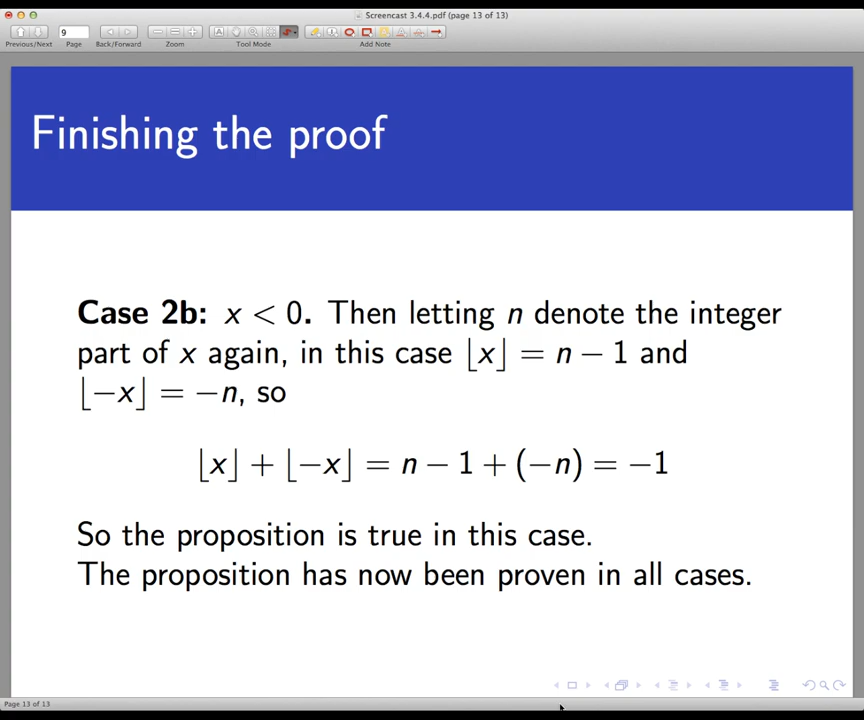 Screencast 3.4.4.pdf (page 13 of 13)
9
Previous/Next Page Back/Forward Zoom Tool Mode Add Note
Finishing the proof
Case 2b: x < 0. Then letting n denote the integer
part of x again, in this case ⌊x⌋ = n − 1 and
⌊−x⌋ = −n, so
⌊x⌋ + ⌊−x⌋ = n − 1 + (−n) = −1
So the proposition is true in this case.
The proposition has now been proven in all cases.
Page 13 of 13